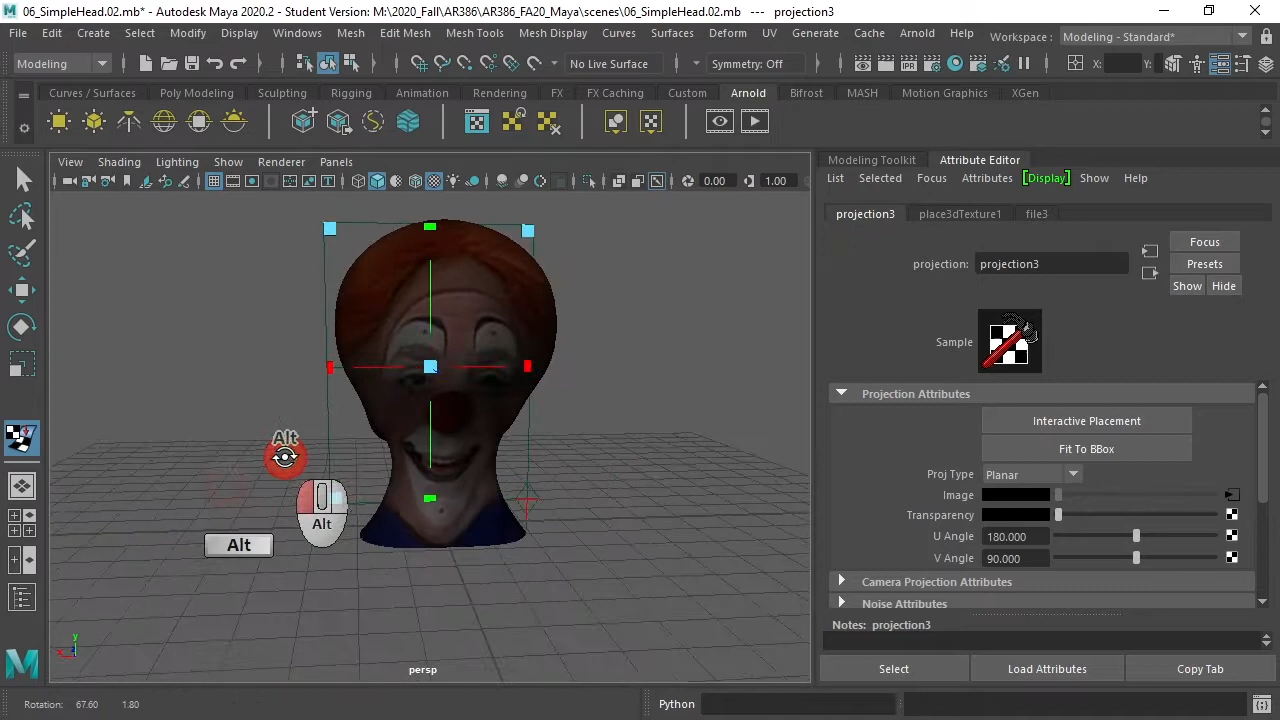 06_SimpleHead.02.mb* - Autodesk Maya 2020.2 - Student Version: M:\2020_Fall\AR386\AR386_FA20_Maya\scenes\06_SimpleHead.02.mb --- projection3
File Edit Create Select Modify Display Windows Mesh Edit Mesh Mesh Tools Mesh Display Curves Surfaces Deform UV Generate Cache Arnold Help Workspace : Modeling - Standard*
Modeling No Live Surface Symmetry: Off X: Y:
Curves / Surfaces Poly Modeling Sculpting Rigging Animation Rendering FX FX Caching Custom Arnold Bifrost MASH Motion Graphics XGen
View Shading Lighting Show Renderer Panels
0.00 1.00
Modeling Toolkit Attribute Editor
List Selected Focus Attributes [Display] Show Help
projection3 place3dTexture1 file3
projection: projection3
Focus
Presets
Show Hide
Sample
Projection Attributes
Interactive Placement
Fit To BBox
Proj Type Planar
Image
Transparency
U Angle 180.000
V Angle 90.000
Camera Projection Attributes
Noise Attributes
Notes: projection3
Select Load Attributes Copy Tab
Alt
Alt
Alt
y
x
persp
Rotation: 67.60 1.80
Python